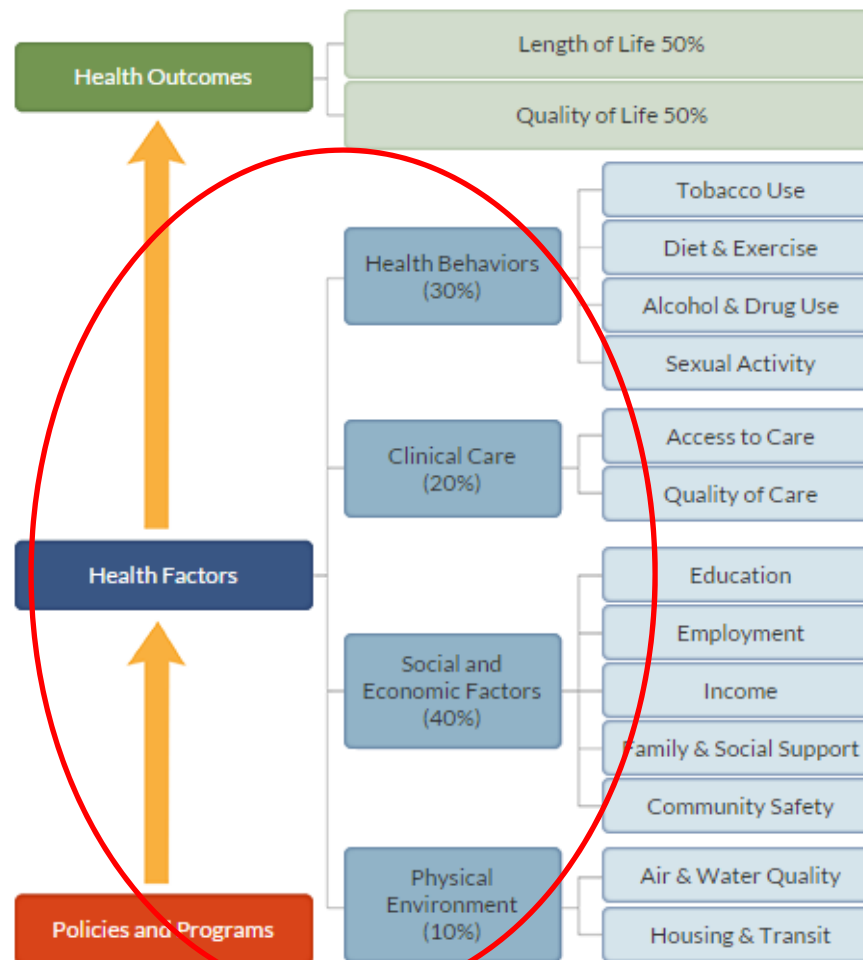 Health Outcomes
Length of Life 50%
Quality of Life 50%
Health Factors
Health Behaviors
(30%)
Tobacco Use
Diet & Exercise
Alcohol & Drug Use
Sexual Activity
Clinical Care
(20%)
Access to Care
Quality of Care
Social and
Economic Factors
(40%)
Education
Employment
Income
Family & Social Support
Community Safety
Physical
Environment
(10%)
Air & Water Quality
Housing & Transit
Policies and Programs